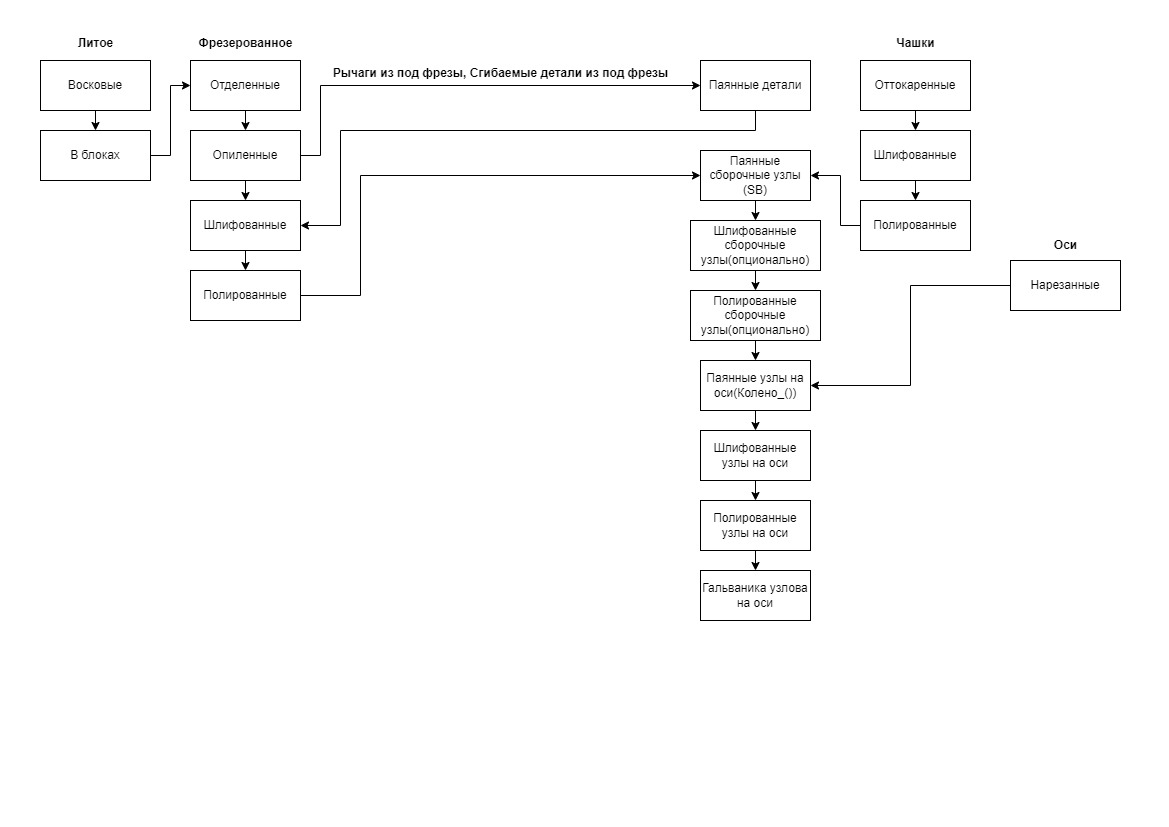 Литое
Восковые
В блоках
Фрезерованное
Отделенные
Опиленные
Шлифованные
Полированные
Рычаги из под фрезы, Сгибаемые детали из под фрезы
Паянные детали
Паянные
сборочные узлы
(SB)
Шлифованные
сборочные
узлы(опционально)
Полированные
сборочные
узлы(опционально)
Паянные узлы на
оси(Колено_())
Шлифованные
узлы на оси
Полированные
узлы на оси
Гальваника узлова
на оси
Чашки
Оттокаренные
Шлифованные
Полированные
Оси
Нарезанные